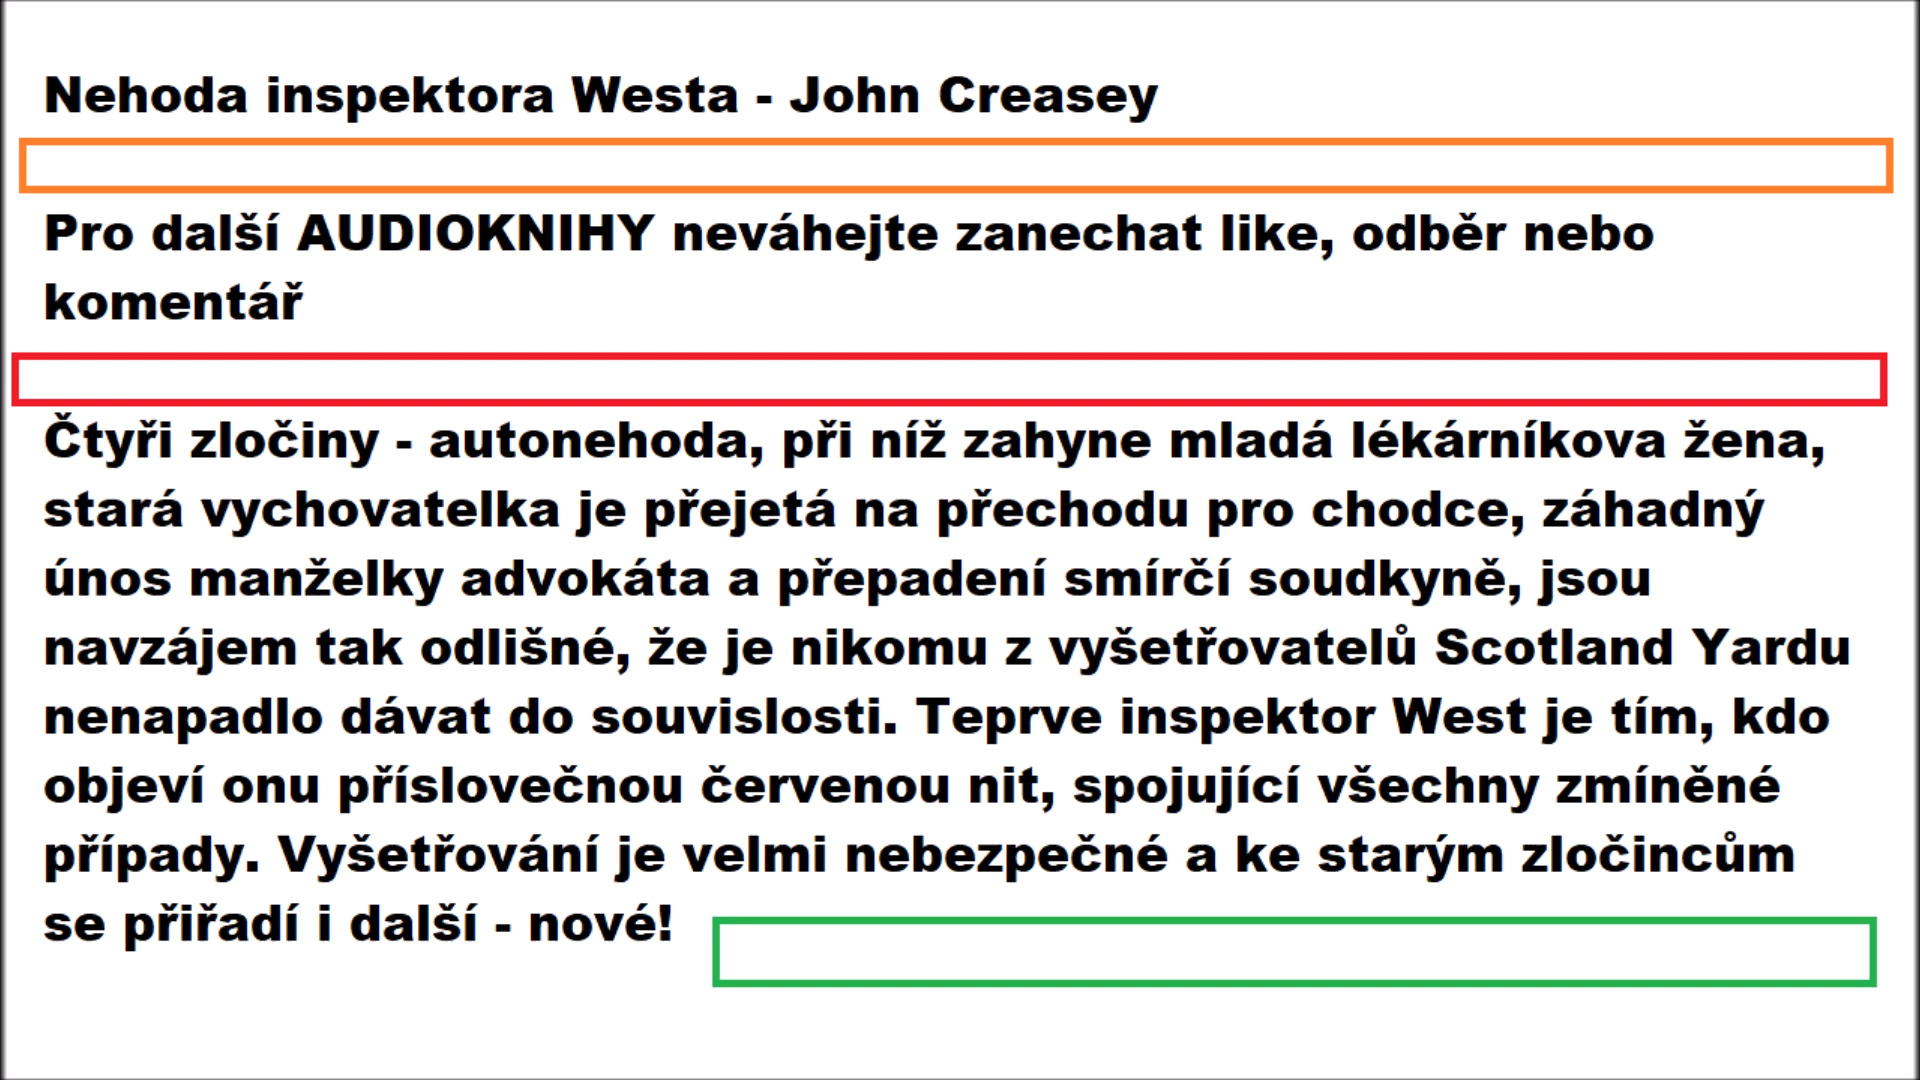 Nehoda inspektora Westa - John Creasey
Pro další AUDIOKNIHY neváhejte zanechat like, odběr nebo
komentář
Čtyři zločiny - autonehoda, při níž zahyne mladá lékárníkova žena,
stará vychovatelka je přejetá na přechodu pro chodce, záhadný
únos manželky advokáta a přepadení smírčí soudkyně, jsou
navzájem tak odlišné, že je nikomu z vyšetřovatelů Scotland Yardu
nenapadlo dávat do souvislosti. Teprve inspektor West je tím, kdo
objeví onu příslovečnou červenou nit, spojující všechny zmíněné
případy. Vyšetřování je velmi nebezpečné a ke starým zločincům
se přiřadí i další - nové!